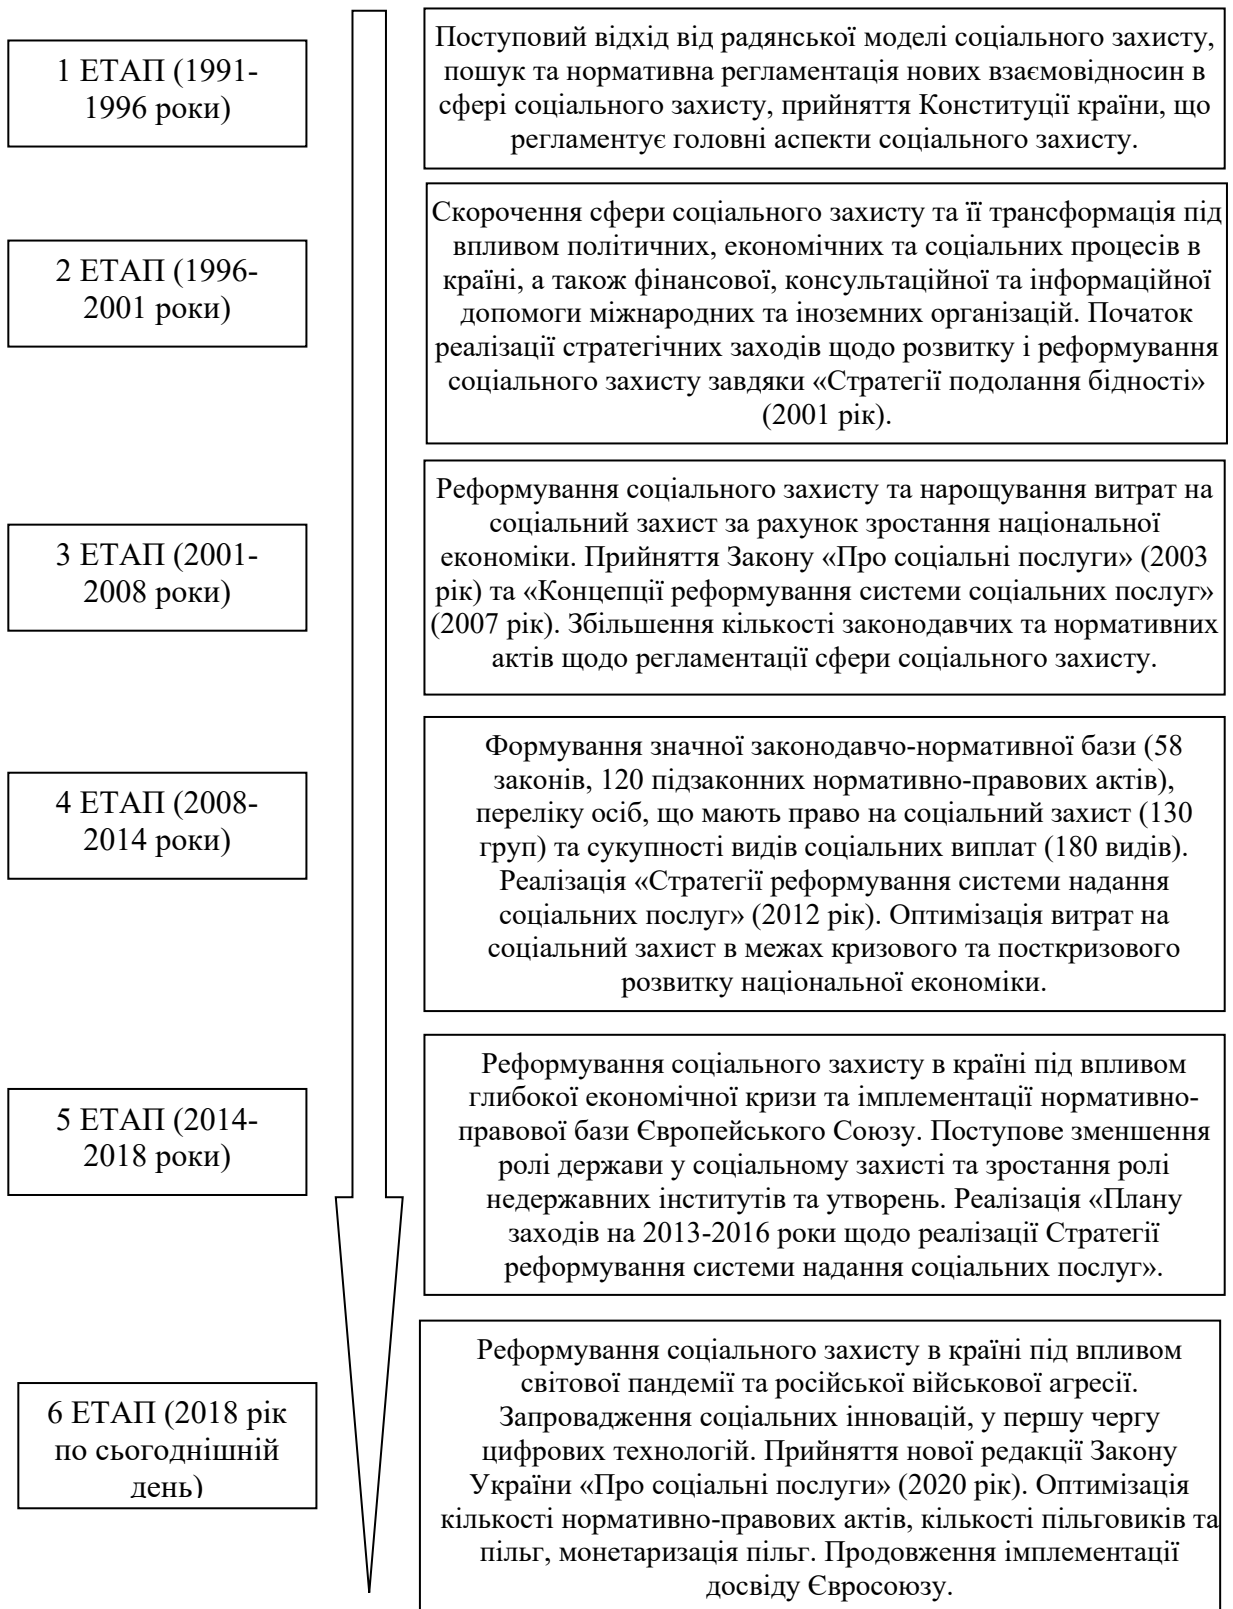 1 ЕТАП (1991-
1996 роки)
Поступовий відхід від радянської моделі соціального захисту,
пошук та нормативна регламентація нових взаємовідносин в
сфері соціального захисту, прийняття Конституції країни, що
регламентує головні аспекти соціального захисту.
2 ЕТАП (1996-
2001 роки)
Скорочення сфери соціального захисту та її трансформація під
впливом політичних, економічних та соціальних процесів в
країні, а також фінансової, консультаційної та інформаційної
допомоги міжнародних та іноземних організацій. Початок
реалізації стратегічних заходів щодо розвитку і реформування
соціального захисту завдяки «Стратегії подолання бідності»
(2001 рік).
3 ЕТАП (2001-
2008 роки)
Реформування соціального захисту та нарощування витрат на
соціальний захист за рахунок зростання національної
економіки. Прийняття Закону «Про соціальні послуги» (2003
рік) та «Концепції реформування системи соціальних послуг»
(2007 рік). Збільшення кількості законодавчих та нормативних
актів щодо регламентації сфери соціального захисту.
4 ЕТАП (2008-
2014 роки)
Формування значної законодавчо-нормативної бази (58
законів, 120 підзаконних нормативно-правових актів),
переліку осіб, що мають право на соціальний захист (130
груп) та сукупності видів соціальних виплат (180 видів).
Реалізація «Стратегії реформування системи надання
соціальних послуг» (2012 рік). Оптимізація витрат на
соціальний захист в межах кризового та посткризового
розвитку національної економіки.
5 ЕТАП (2014-
2018 роки)
Реформування соціального захисту в країні під впливом
глибокої економічної кризи та імплементації нормативно-
правової бази Європейського Союзу. Поступове зменшення
ролі держави у соціальному захисті та зростання ролі
недержавних інститутів та утворень. Реалізація «Плану
заходів на 2013-2016 роки щодо реалізації Стратегії
реформування системи надання соціальних послуг».
6 ЕТАП (2018 рік
по сьогоднішній
день)
Реформування соціального захисту в країні під впливом
світової пандемії та російської військової агресії.
Запровадження соціальних інновацій, у першу чергу
цифрових технологій. Прийняття нової редакції Закону
України «Про соціальні послуги» (2020 рік). Оптимізація
кількості нормативно-правових актів, кількості пільговиків та
пільг, монетаризація пільг. Продовження імплементації
досвіду Євросоюзу.